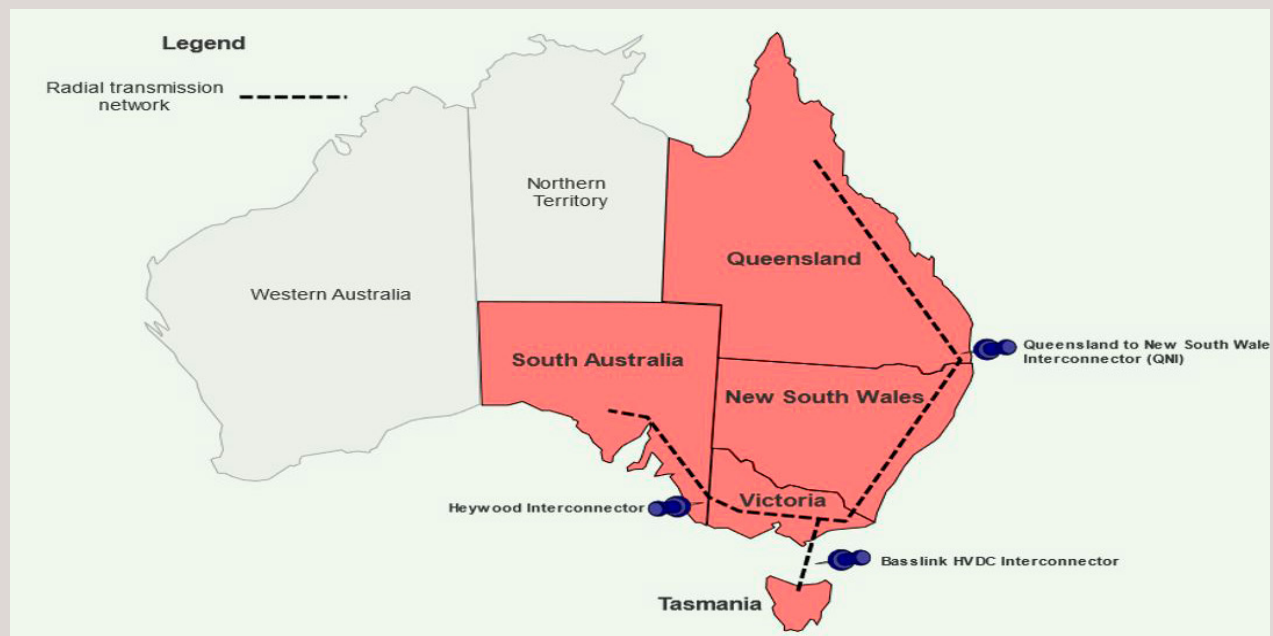 Legend
Radial transmission
network
Northern
Territory
Queensland
Western Australia
Queensland to New South Wale
Interconnector (QNI)
South Australia
New South Wales
Victoria
Heywood Interconnector
Basslink HVDC Interconnector
Tasmania